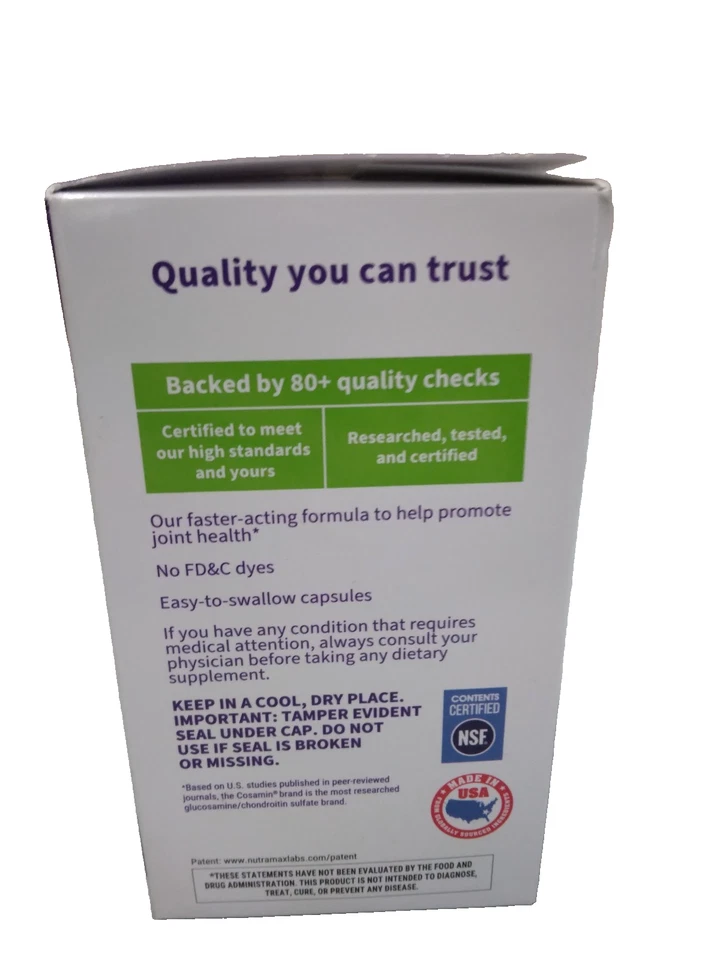 Quality you can trust
Backed by 80+ quality checks
Certified to meet
our high standards
and yours
Researched, tested,
and certified
Our faster-acting formula to help promote
joint health*
No FD&C dyes
Easy-to-swallow capsules
If you have any condition that requires
medical attention, always consult your
physician before taking any dietary
supplement.
KEEP IN A COOL, DRY PLACE.
IMPORTANT: TAMPER EVIDENT
SEAL UNDER CAP. DO NOT
USE IF SEAL IS BROKEN
OR MISSING.
CONTENTS
CERTIFIED
NSF
MADE IN
USA
FROM GLOBALLY SOURCED INGREDIENTS
*Based on U.S. studies published in peer-reviewed
journals, the Cosamin® brand is the most researched
glucosamine/chondroitin sulfate brand.
Patent: www.nutramaxlabs.com/patent
*THESE STATEMENTS HAVE NOT BEEN EVALUATED BY THE FOOD AND
DRUG ADMINISTRATION. THIS PRODUCT IS NOT INTENDED TO DIAGNOSE,
TREAT, CURE, OR PREVENT ANY DISEASE.